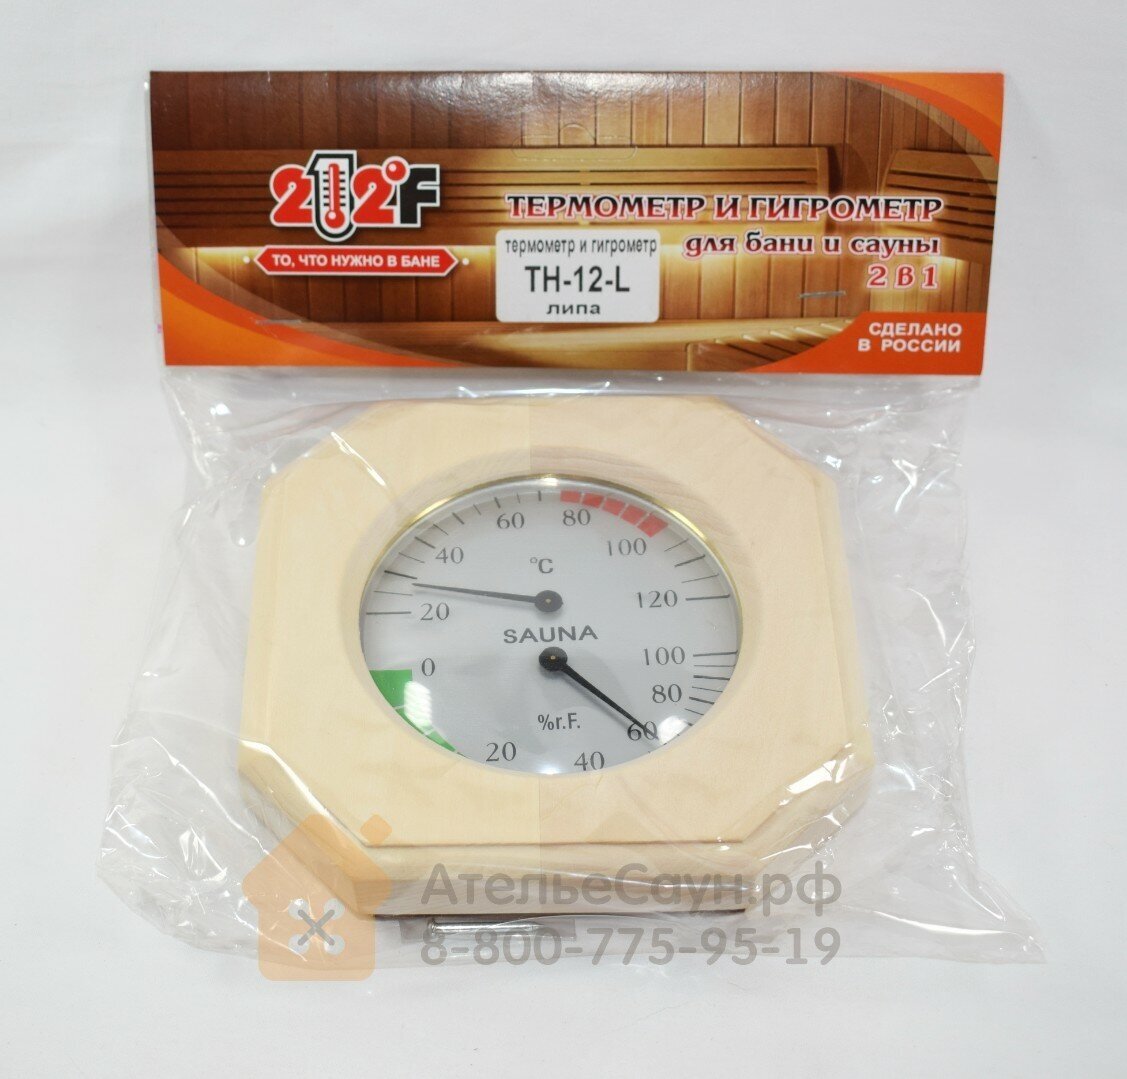 212°F
ТО, ЧТО НУЖНО В БАНЕ
ТЕРМОМЕТР И ГИГРОМЕТР
для бани и сауны
2 в 1
термометр и гигрометр
ТН-12-L
липа
СДЕЛАНО
В РОССИИ
20 40 60 80 100 120
°C
SAUNA
0 20 40 60 80 100
%r.F.
АтельеСаун.рф
8-800-775-95-19